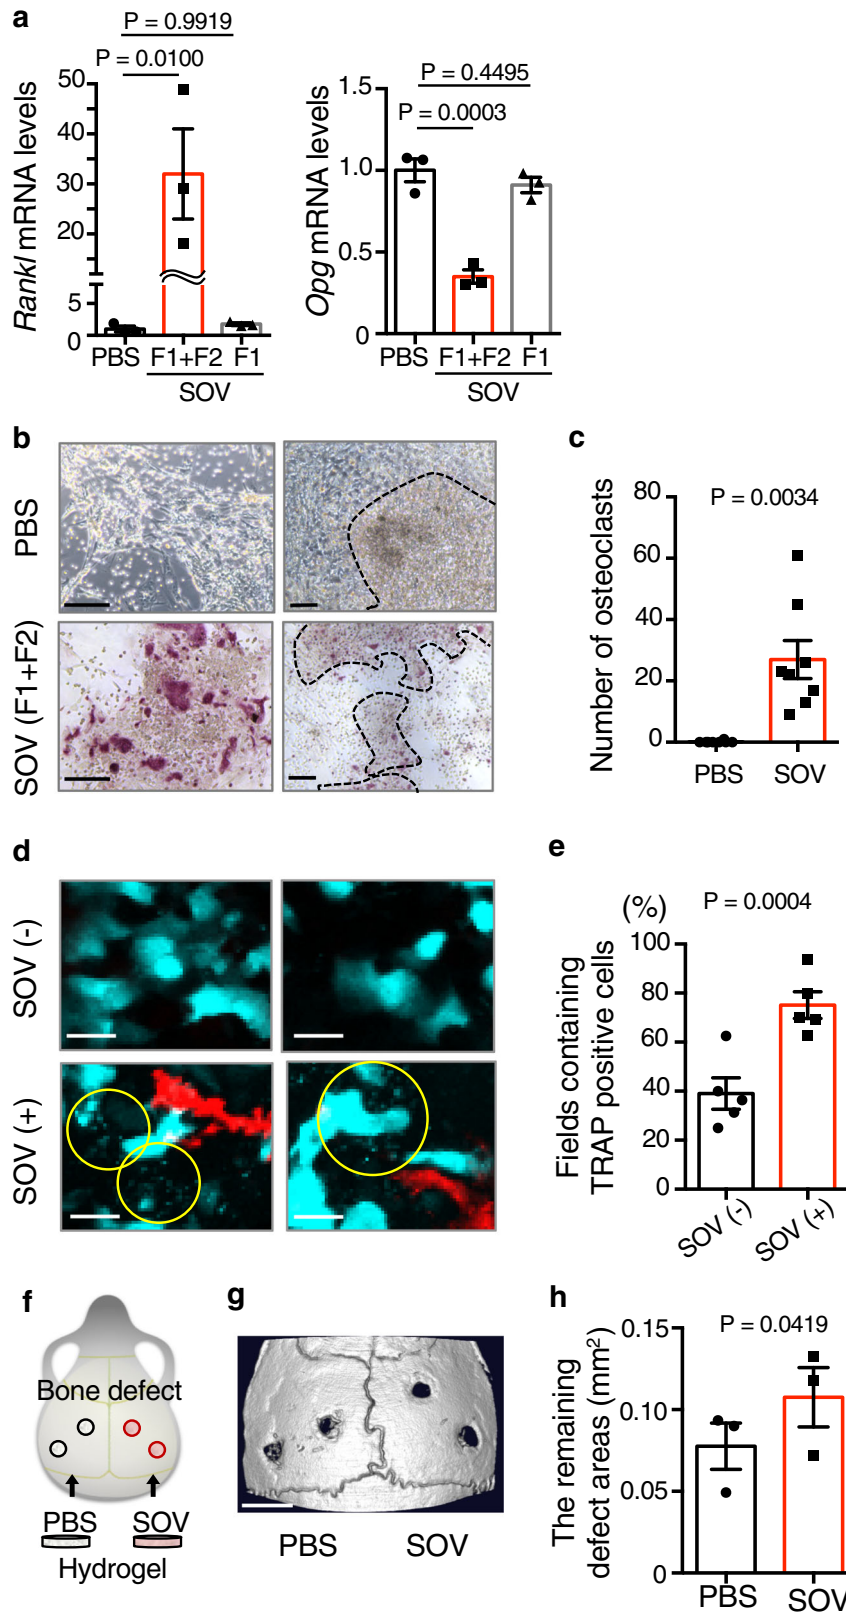 a
P = 0.9919
P = 0.0100
Rankl mRNA levels
50
40
30
20
5
0
PBS
F1+F2
F1
SOV
P = 0.4495
P = 0.0003
Opg mRNA levels
1.5
1.0
0.5
0
PBS
F1+F2
F1
SOV
b
PBS
SOV (F1+F2)
c
P = 0.0034
Number of osteoclasts
80
60
40
20
0
PBS
SOV
d
SOV (-)
SOV (+)
e
(%)
P = 0.0004
Fields containing
TRAP positive cells
100
80
60
40
20
0
SOV (-)
SOV (+)
f
Bone defect
PBS
SOV
Hydrogel
g
PBS
SOV
h
P = 0.0419
The remaining
defect areas (mm²)
0.15
0.10
0.05
0
PBS
SOV